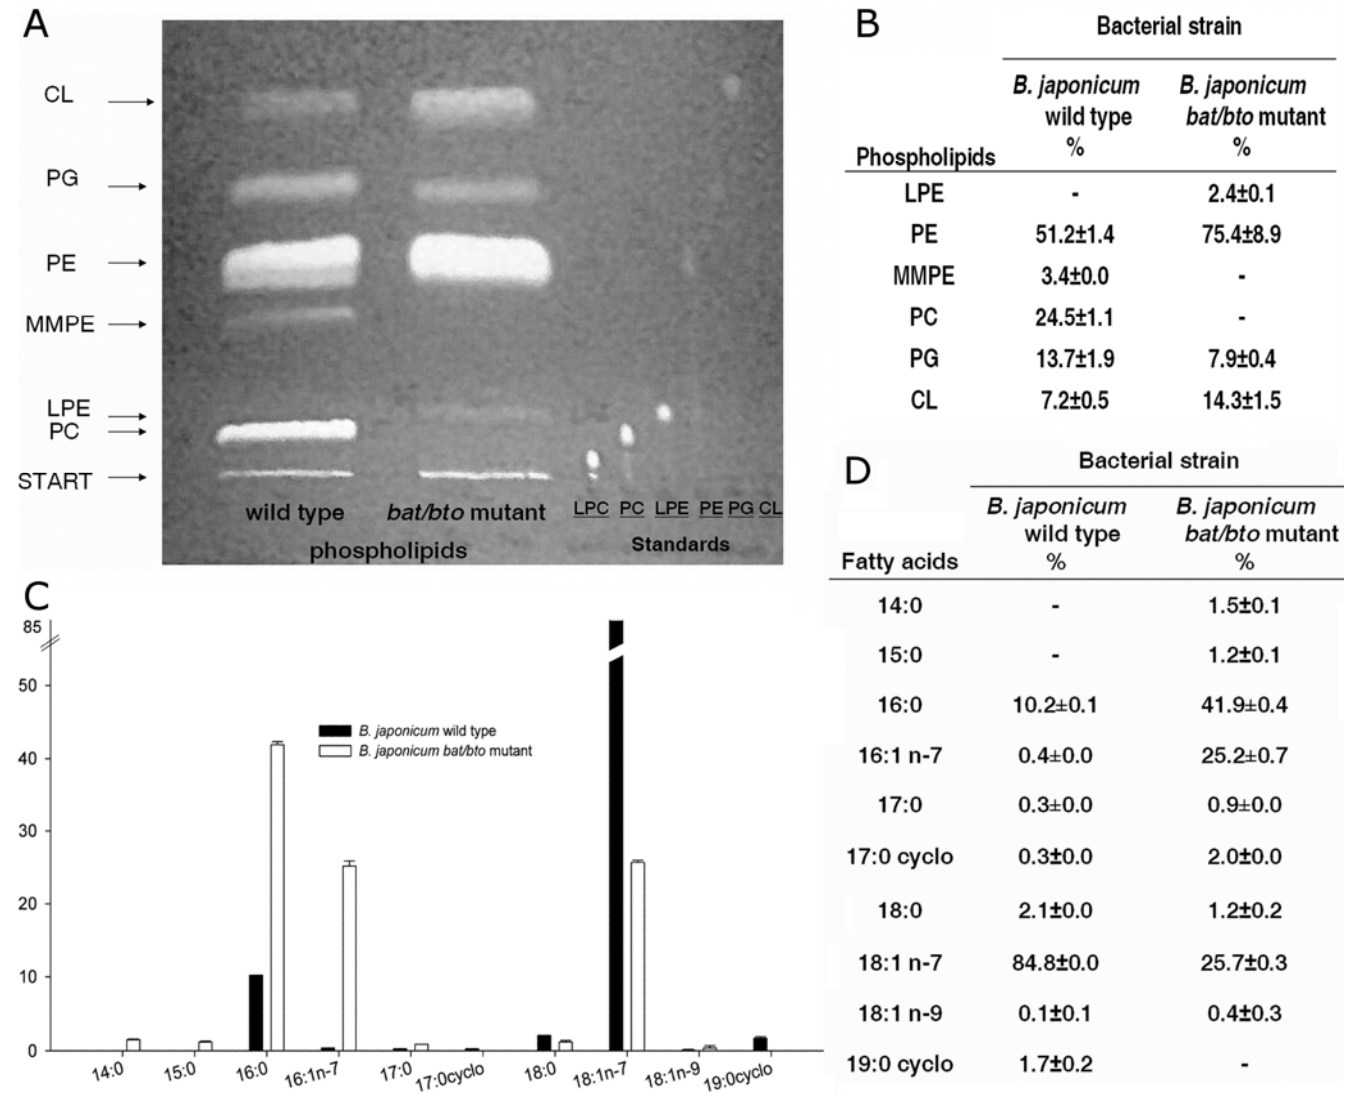 A
CL
PG
PE
MMPE
LPE
PC
START
wild type bat/bto mutant
phospholipids
LPC PC LPE PE PG CL
Standards
B
Bacterial strain
B. japonicum B. japonicum
wild type bat/bto mutant
Phospholipids % %
LPE - 2.4±0.1
PE 51.2±1.4 75.4±8.9
MMPE 3.4±0.0 -
PC 24.5±1.1 -
PG 13.7±1.9 7.9±0.4
CL 7.2±0.5 14.3±1.5
C
85
50
40
30
20
10
0
B. japonicum wild type
B. japonicum bat/bto mutant
14:0 15:0 16:0 16:1n-7 17:0 17:0cyclo 18:0 18:1n-7 18:1n-9 19:0cyclo
D
Bacterial strain
B. japonicum B. japonicum
wild type bat/bto mutant
Fatty acids % %
14:0 - 1.5±0.1
15:0 - 1.2±0.1
16:0 10.2±0.1 41.9±0.4
16:1 n-7 0.4±0.0 25.2±0.7
17:0 0.3±0.0 0.9±0.0
17:0 cyclo 0.3±0.0 2.0±0.0
18:0 2.1±0.0 1.2±0.2
18:1 n-7 84.8±0.0 25.7±0.3
18:1 n-9 0.1±0.1 0.4±0.3
19:0 cyclo 1.7±0.2 -